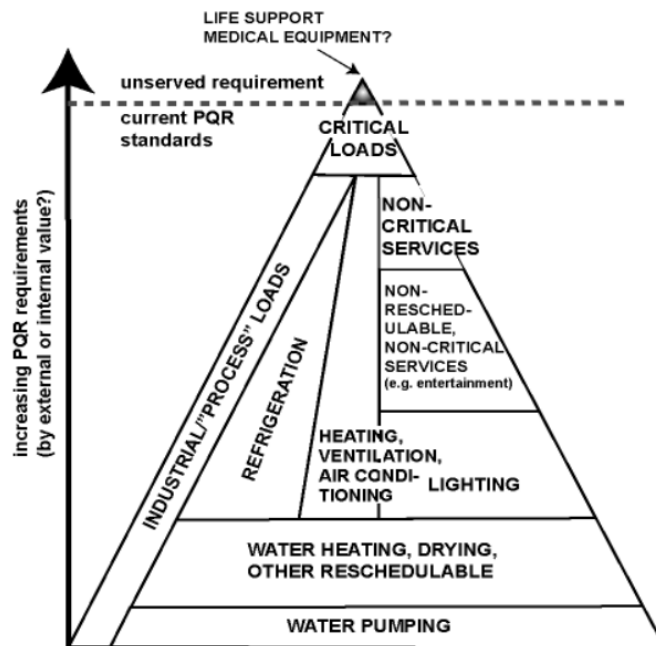 LIFE SUPPORT
MEDICAL EQUIPMENT?
unserved requirement
current PQR
standards
CRITICAL
LOADS
increasing PQR requirements
(by external or internal value?)
INDUSTRIAL/"PROCESS" LOADS
REFRIGERATION
HEATING,
VENTILATION,
AIR CONDI-
TIONING
NON-
CRITICAL
SERVICES
NON-
RESCHED-
ULABLE,
NON-CRITICAL
SERVICES
(e.g. entertainment)
LIGHTING
WATER HEATING, DRYING,
OTHER RESCHEDULABLE
WATER PUMPING